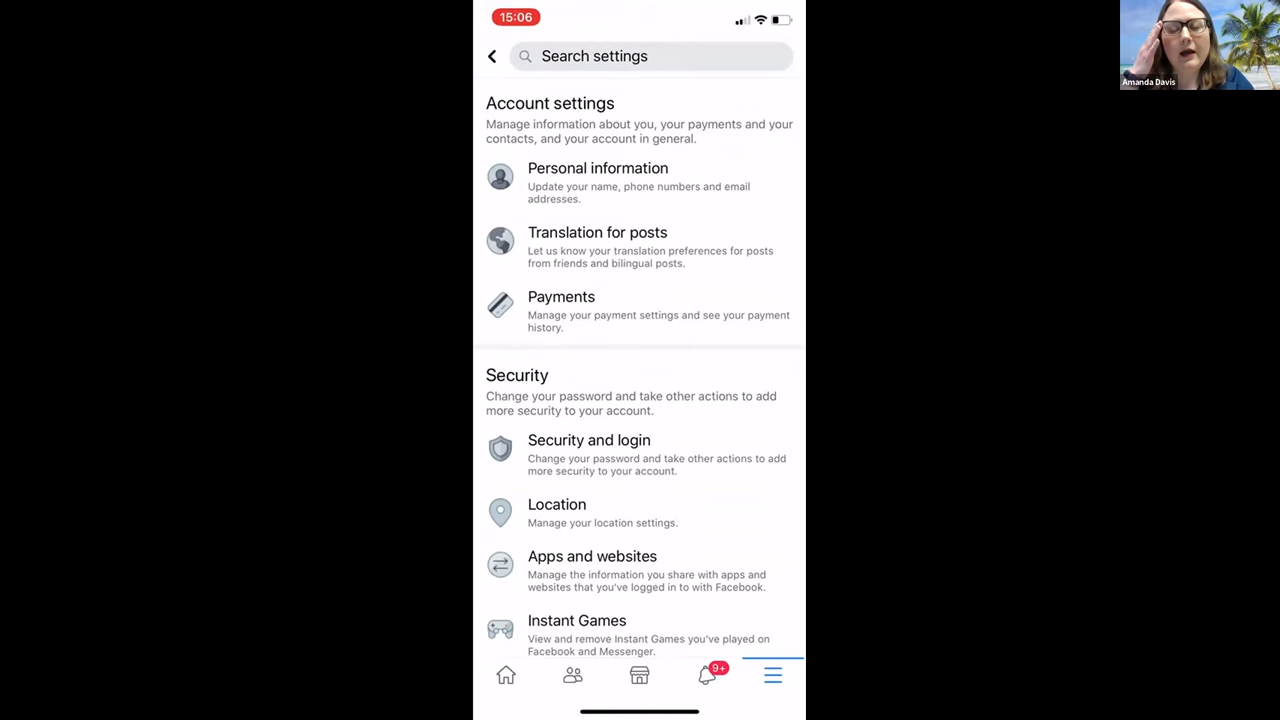 15:06
Search settings
Amanda Davis
Account settings
Manage information about you, your payments and your
contacts, and your account in general.
Personal information
Update your name, phone numbers and email
addresses.
Translation for posts
Let us know your translation preferences for posts
from friends and bilingual posts.
Payments
Manage your payment settings and see your payment
history.
Security
Change your password and take other actions to add
more security to your account.
Security and login
Change your password and take other actions to add
more security to your account.
Location
Manage your location settings.
Apps and websites
Manage the information you share with apps and
websites that you've logged in to with Facebook.
Instant Games
View and remove Instant Games you've played on
Facebook and Messenger.
9+